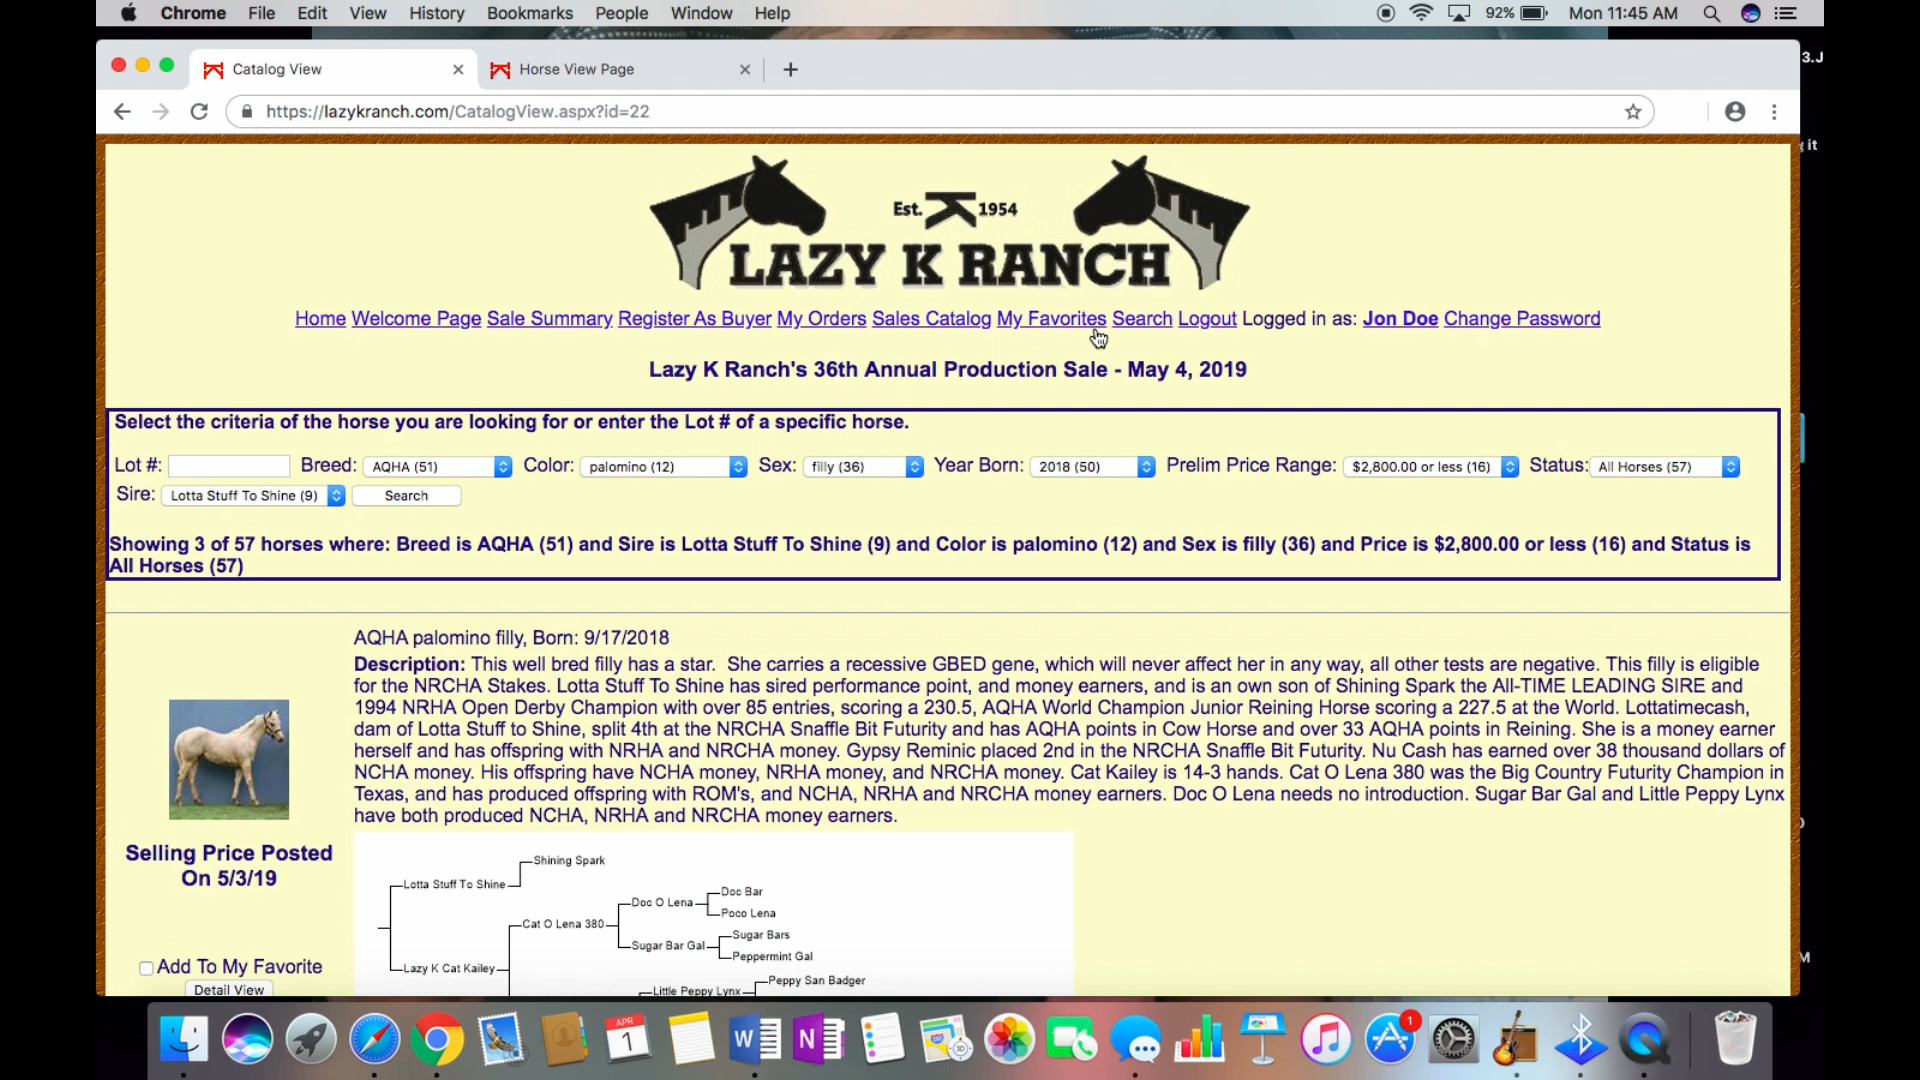 Chrome File Edit View History Bookmarks People Window Help 92% Mon 11:45 AM
3.J
Catalog View Horse View Page
https://lazykranch.com/CatalogView.aspx?id=22
it
Est. K 1954
LAZY K RANCH
Home Welcome Page Sale Summary Register As Buyer My Orders Sales Catalog My Favorites Search Logout Logged in as: Jon Doe Change Password
Lazy K Ranch's 36th Annual Production Sale - May 4, 2019
Select the criteria of the horse you are looking for or enter the Lot # of a specific horse.
Lot #: Breed: AQHA (51) Color: palomino (12) Sex: filly (36) Year Born: 2018 (50) Prelim Price Range: $2,800.00 or less (16) Status: All Horses (57)
Sire: Lotta Stuff To Shine (9) Search
Showing 3 of 57 horses where: Breed is AQHA (51) and Sire is Lotta Stuff To Shine (9) and Color is palomino (12) and Sex is filly (36) and Price is $2,800.00 or less (16) and Status is
All Horses (57)
AQHA palomino filly, Born: 9/17/2018
Description: This well bred filly has a star. She carries a recessive GBED gene, which will never affect her in any way, all other tests are negative. This filly is eligible
for the NRCHA Stakes. Lotta Stuff To Shine has sired performance point, and money earners, and is an own son of Shining Spark the All-TIME LEADING SIRE and
1994 NRHA Open Derby Champion with over 85 entries, scoring a 230.5, AQHA World Champion Junior Reining Horse scoring a 227.5 at the World. Lottatimecash,
dam of Lotta Stuff to Shine, split 4th at the NRCHA Snaffle Bit Futurity and has AQHA points in Cow Horse and over 33 AQHA points in Reining. She is a money earner
herself and has offspring with NRHA and NRCHA money. Gypsy Reminic placed 2nd in the NRCHA Snaffle Bit Futurity. Nu Cash has earned over 38 thousand dollars of
NCHA money. His offspring have NCHA money, NRHA money, and NRCHA money. Cat Kailey is 14-3 hands. Cat O Lena 380 was the Big Country Futurity Champion in
Texas, and has produced offspring with ROM's, and NCHA, NRHA and NRCHA money earners. Doc O Lena needs no introduction. Sugar Bar Gal and Little Peppy Lynx
have both produced NCHA, NRHA and NRCHA money earners.
Selling Price Posted
On 5/3/19
Add To My Favorite
Detail View
Shining Spark
Lotta Stuff To Shine
Doc Bar
Doc O Lena
Poco Lena
Cat O Lena 380
Sugar Bars
Sugar Bar Gal
Peppermint Gal
Lazy K Cat Kailey
Peppy San Badger
Little Peppy Lynx
M
APR
1
W
N
3D
1